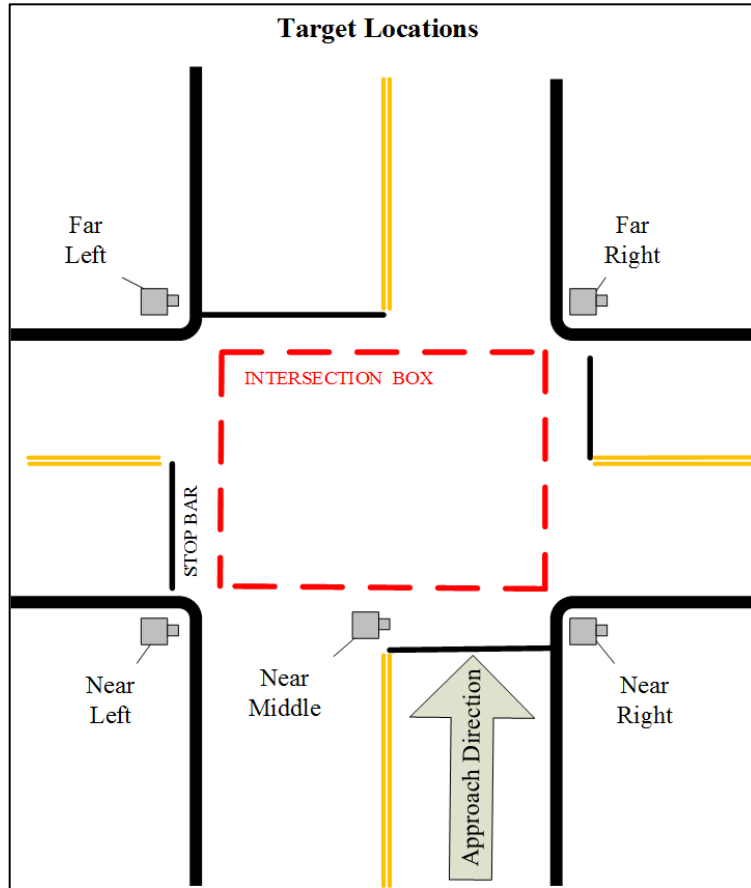 Target Locations
Far
Left
Far
Right
INTERSECTION BOX
STOP BAR
Near
Left
Near
Middle
Approach Direction
Near
Right